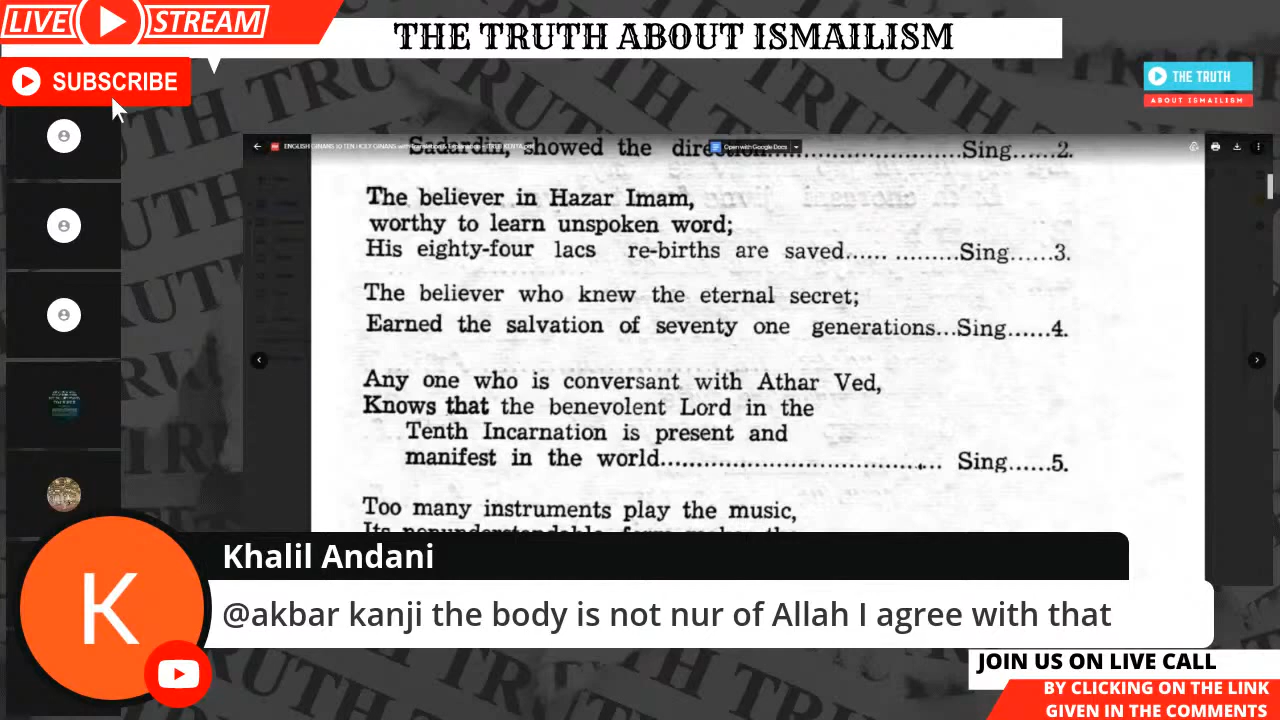 LIVE STREAM
THE TRUTH ABOUT ISMAILISM
SUBSCRIBE
THE TRUTH
ABOUT ISMAILISM
Open with Google Docs
Sadardin, showed the direction........................Sing......2.
The believer in Hazar Imam,
worthy to learn unspoken word;
His eighty-four lacs re-births are saved...... .........Sing......3.
The believer who knew the eternal secret;
Earned the salvation of seventy one generations...Sing......4.
Any one who is conversant with Athar Ved,
Knows that the benevolent Lord in the
Tenth Incarnation is present and
manifest in the world.......................................... Sing......5.
Too many instruments play the music,
Khalil Andani
K
@akbar kanji the body is not nur of Allah I agree with that
JOIN US ON LIVE CALL
BY CLICKING ON THE LINK
GIVEN IN THE COMMENTS